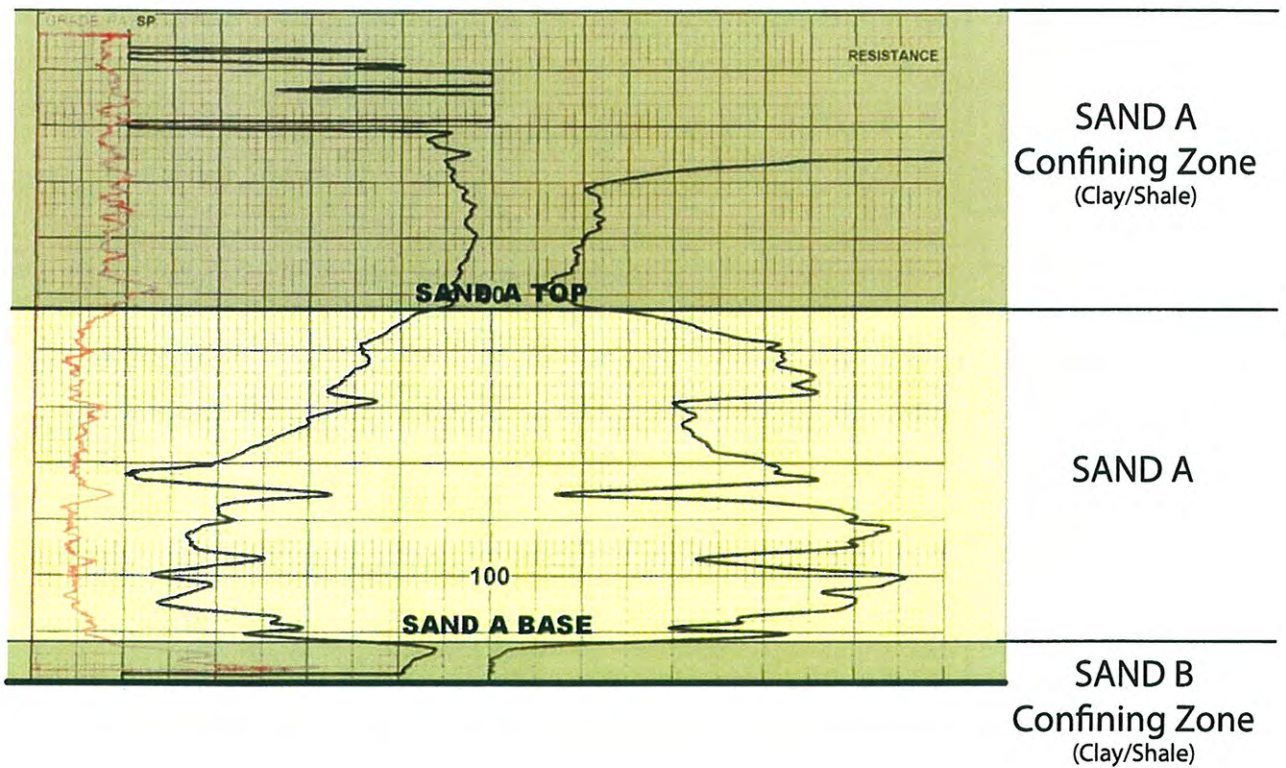 SP
RESISTANCE
SAND A
Confining Zone
(Clay/Shale)
SAND A TOP
SAND A
100
SAND A BASE
SAND B
Confining Zone
(Clay/Shale)